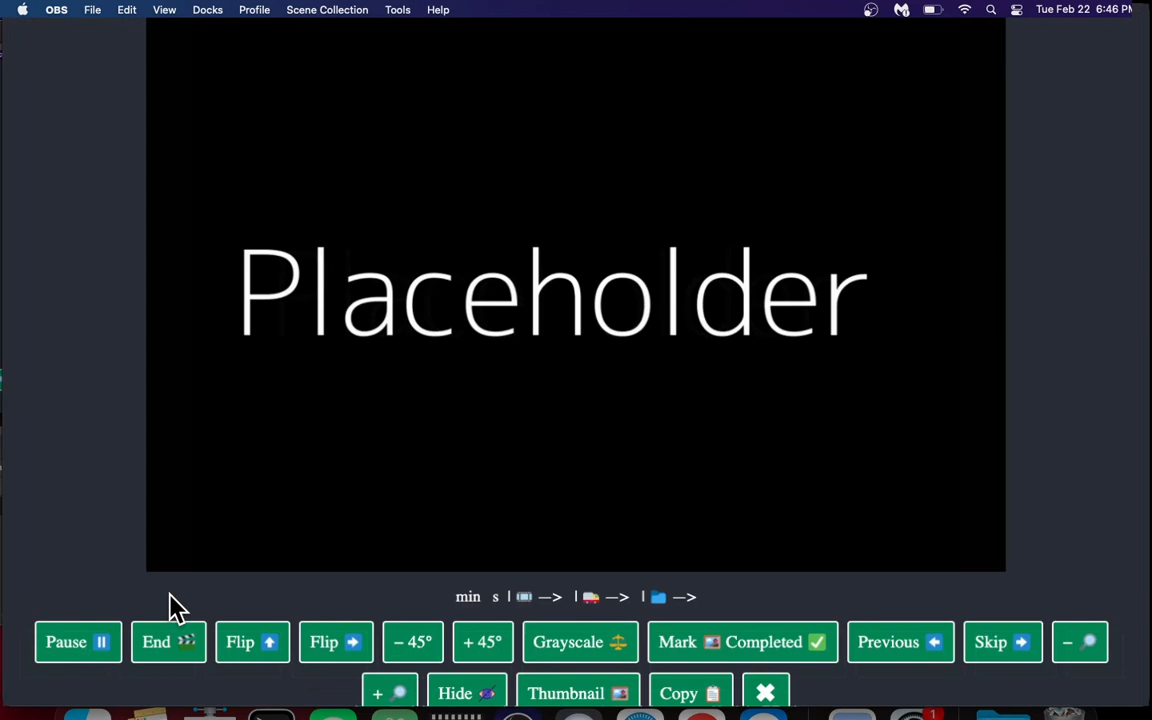 OBS File Edit View Docks Profile Scene Collection Tools Help Tue Feb 22 6:46 PM
Placeholder
min s | —> | —> | —>
Pause End Flip Flip – 45° + 45° Grayscale Mark Completed Previous Skip –
+ Hide Thumbnail Copy
1